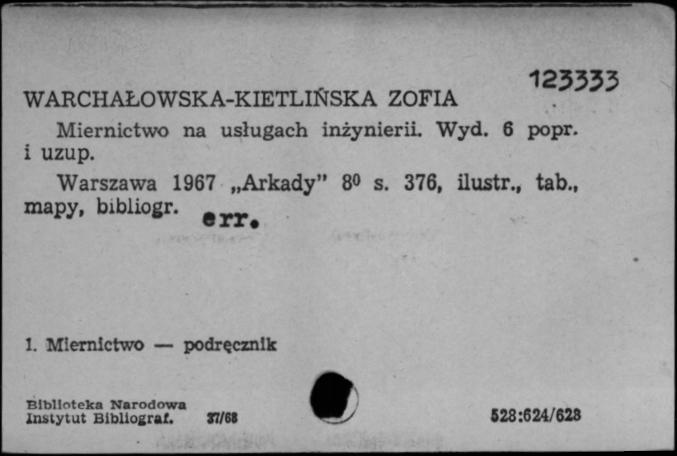 123333
WARCHAŁOWSKA-KIETLIŃSKA ZOFIA
Miernictwo na usługach inżynierii. Wyd. 6 popr.
i uzup.
Warszawa 1967 „Arkady” 8⁰ s. 376, ilustr., tab.,
mapy, bibliogr.
err.
1. Miernictwo — podręcznik
Biblioteka Narodowa
Instytut Bibliograf. 37/68 528:624/628